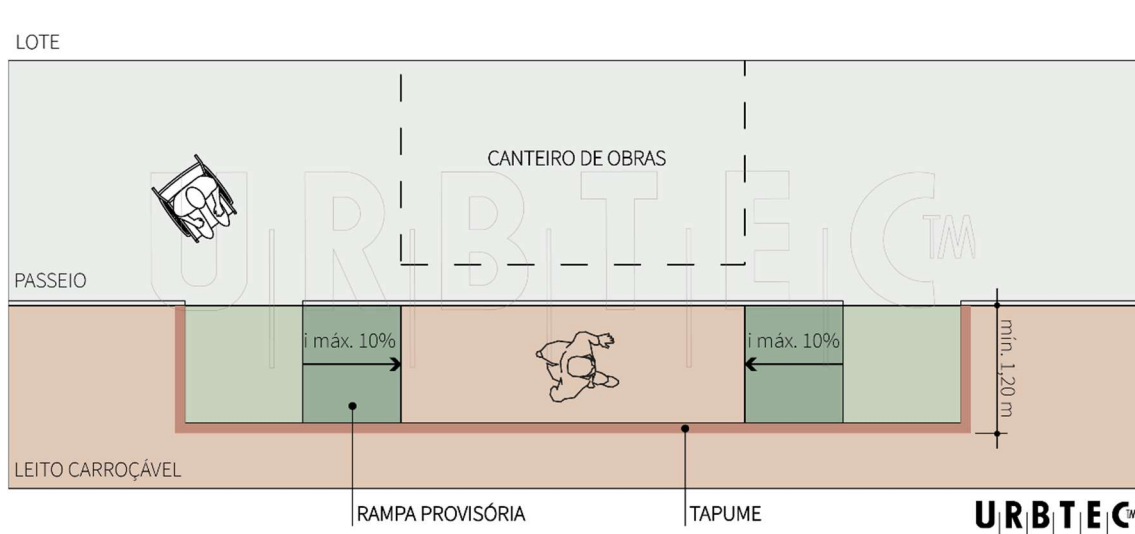 LOTE
CANTEIRO DE OBRAS
URBTEC™
PASSEIO
i máx. 10%
i máx. 10%
mín. 1,20 m
LEITO CARROÇÁVEL
RAMPA PROVISÓRIA
TAPUME
URBTEC™